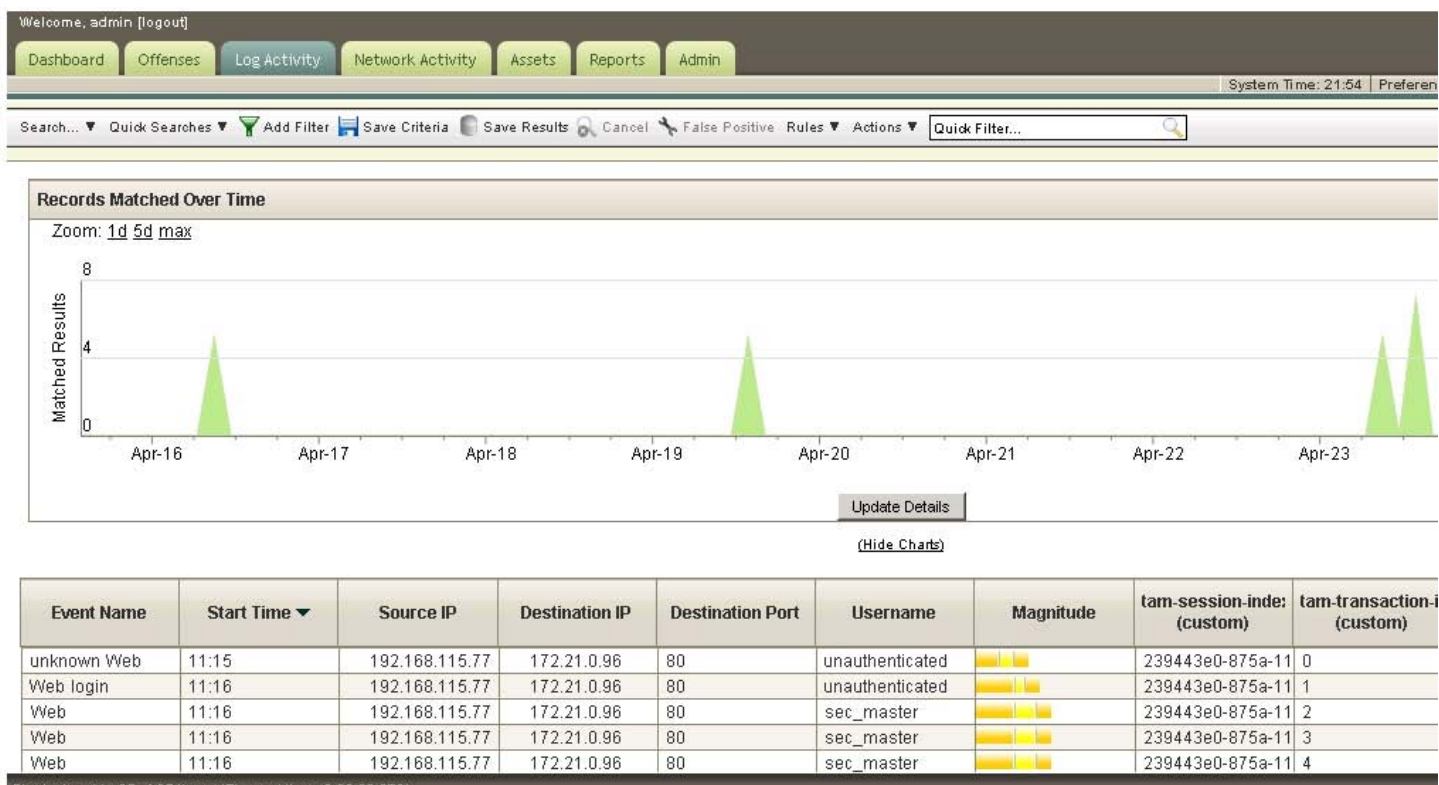 Welcome, admin [logout]
Dashboard Offenses Log Activity Network Activity Assets Reports Admin
System Time: 21:54 | Preferen
Search... ▼ Quick Searches ▼ Add Filter Save Criteria Save Results Cancel False Positive Rules ▼ Actions ▼ Quick Filter...
Records Matched Over Time
Zoom: 1d 5d max
Matched Results
8
4
0
Apr-16 Apr-17 Apr-18 Apr-19 Apr-20 Apr-21 Apr-22 Apr-23
Update Details
(Hide Charts)
Event Name Start Time ▼ Source IP Destination IP Destination Port Username Magnitude tam-session-inde: (custom) tam-transaction-i (custom)
unknown Web 11:15 192.168.115.77 172.21.0.96 80 unauthenticated 239443e0-875a-11 0
Web login 11:16 192.168.115.77 172.21.0.96 80 unauthenticated 239443e0-875a-11 1
Web 11:16 192.168.115.77 172.21.0.96 80 sec_master 239443e0-875a-11 2
Web 11:16 192.168.115.77 172.21.0.96 80 sec_master 239443e0-875a-11 3
Web 11:16 192.168.115.77 172.21.0.96 80 sec_master 239443e0-875a-11 4